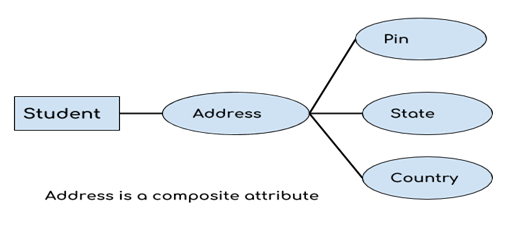 Pin
Student
Address
State
Country
Address is a composite attribute